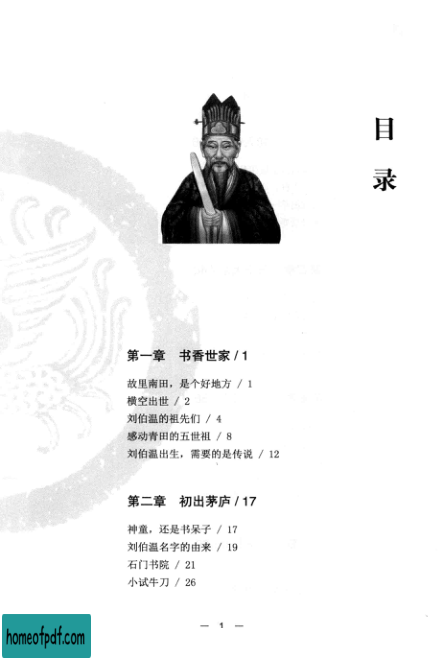 目录
第一章 书香世家 / 1
故里南田，是个好地方 / 1
横空出世 / 2
刘伯温的祖先们 / 4
感动青田的五世祖 / 8
刘伯温出生，需要的是传说 / 12
第二章 初出茅庐 / 17
神童，还是书呆子 / 17
刘伯温名字的由来 / 19
石门书院 / 21
小试牛刀 / 26
— 1 —
homeofpdf.com